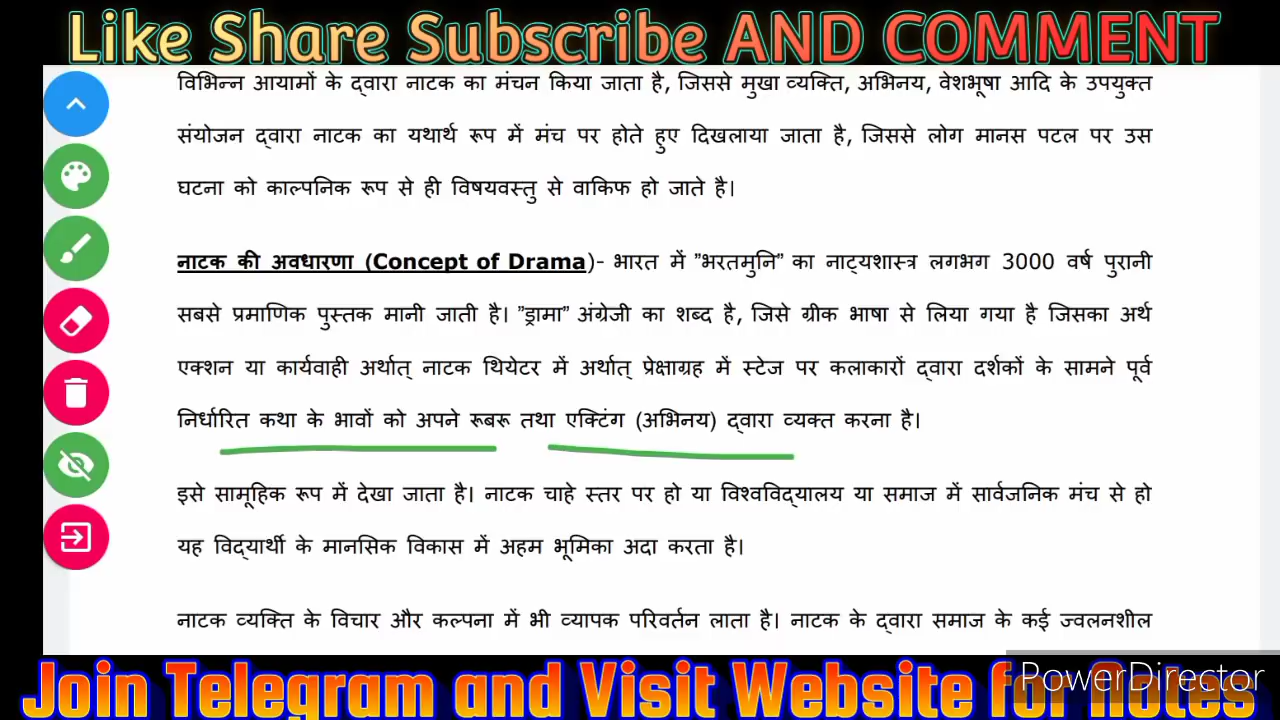 Like Share Subscribe AND COMMENT
विभिन्न आयामों के द्वारा नाटक का मंचन किया जाता है, जिससे मुखा व्यक्ति, अभिनय, वेशभूषा आदि के उपयुक्त
संयोजन द्वारा नाटक का यथार्थ रूप में मंच पर होते हुए दिखलाया जाता है, जिससे लोग मानस पटल पर उस
घटना को काल्पनिक रूप से ही विषयवस्तु से वाकिफ हो जाते है।
नाटक की अवधारणा (Concept of Drama)- भारत में "भरतमुनि" का नाट्यशास्त्र लगभग 3000 वर्ष पुरानी
सबसे प्रमाणिक पुस्तक मानी जाती है। "ड्रामा" अंग्रेजी का शब्द है, जिसे ग्रीक भाषा से लिया गया है जिसका अर्थ
एक्शन या कार्यवाही अर्थात् नाटक थियेटर में अर्थात् प्रेक्षाग्रह में स्टेज पर कलाकारों द्वारा दर्शकों के सामने पूर्व
निर्धारित कथा के भावों को अपने रूबरू तथा एक्टिंग (अभिनय) द्वारा व्यक्त करना है।
इसे सामूहिक रूप में देखा जाता है। नाटक चाहे स्तर पर हो या विश्वविद्यालय या समाज में सार्वजनिक मंच से हो
यह विद्यार्थी के मानसिक विकास में अहम भूमिका अदा करता है।
नाटक व्यक्ति के विचार और कल्पना में भी व्यापक परिवर्तन लाता है। नाटक के द्वारा समाज के कई ज्वलनशील
PowerDirector
Join Telegram and Visit Website for Notes